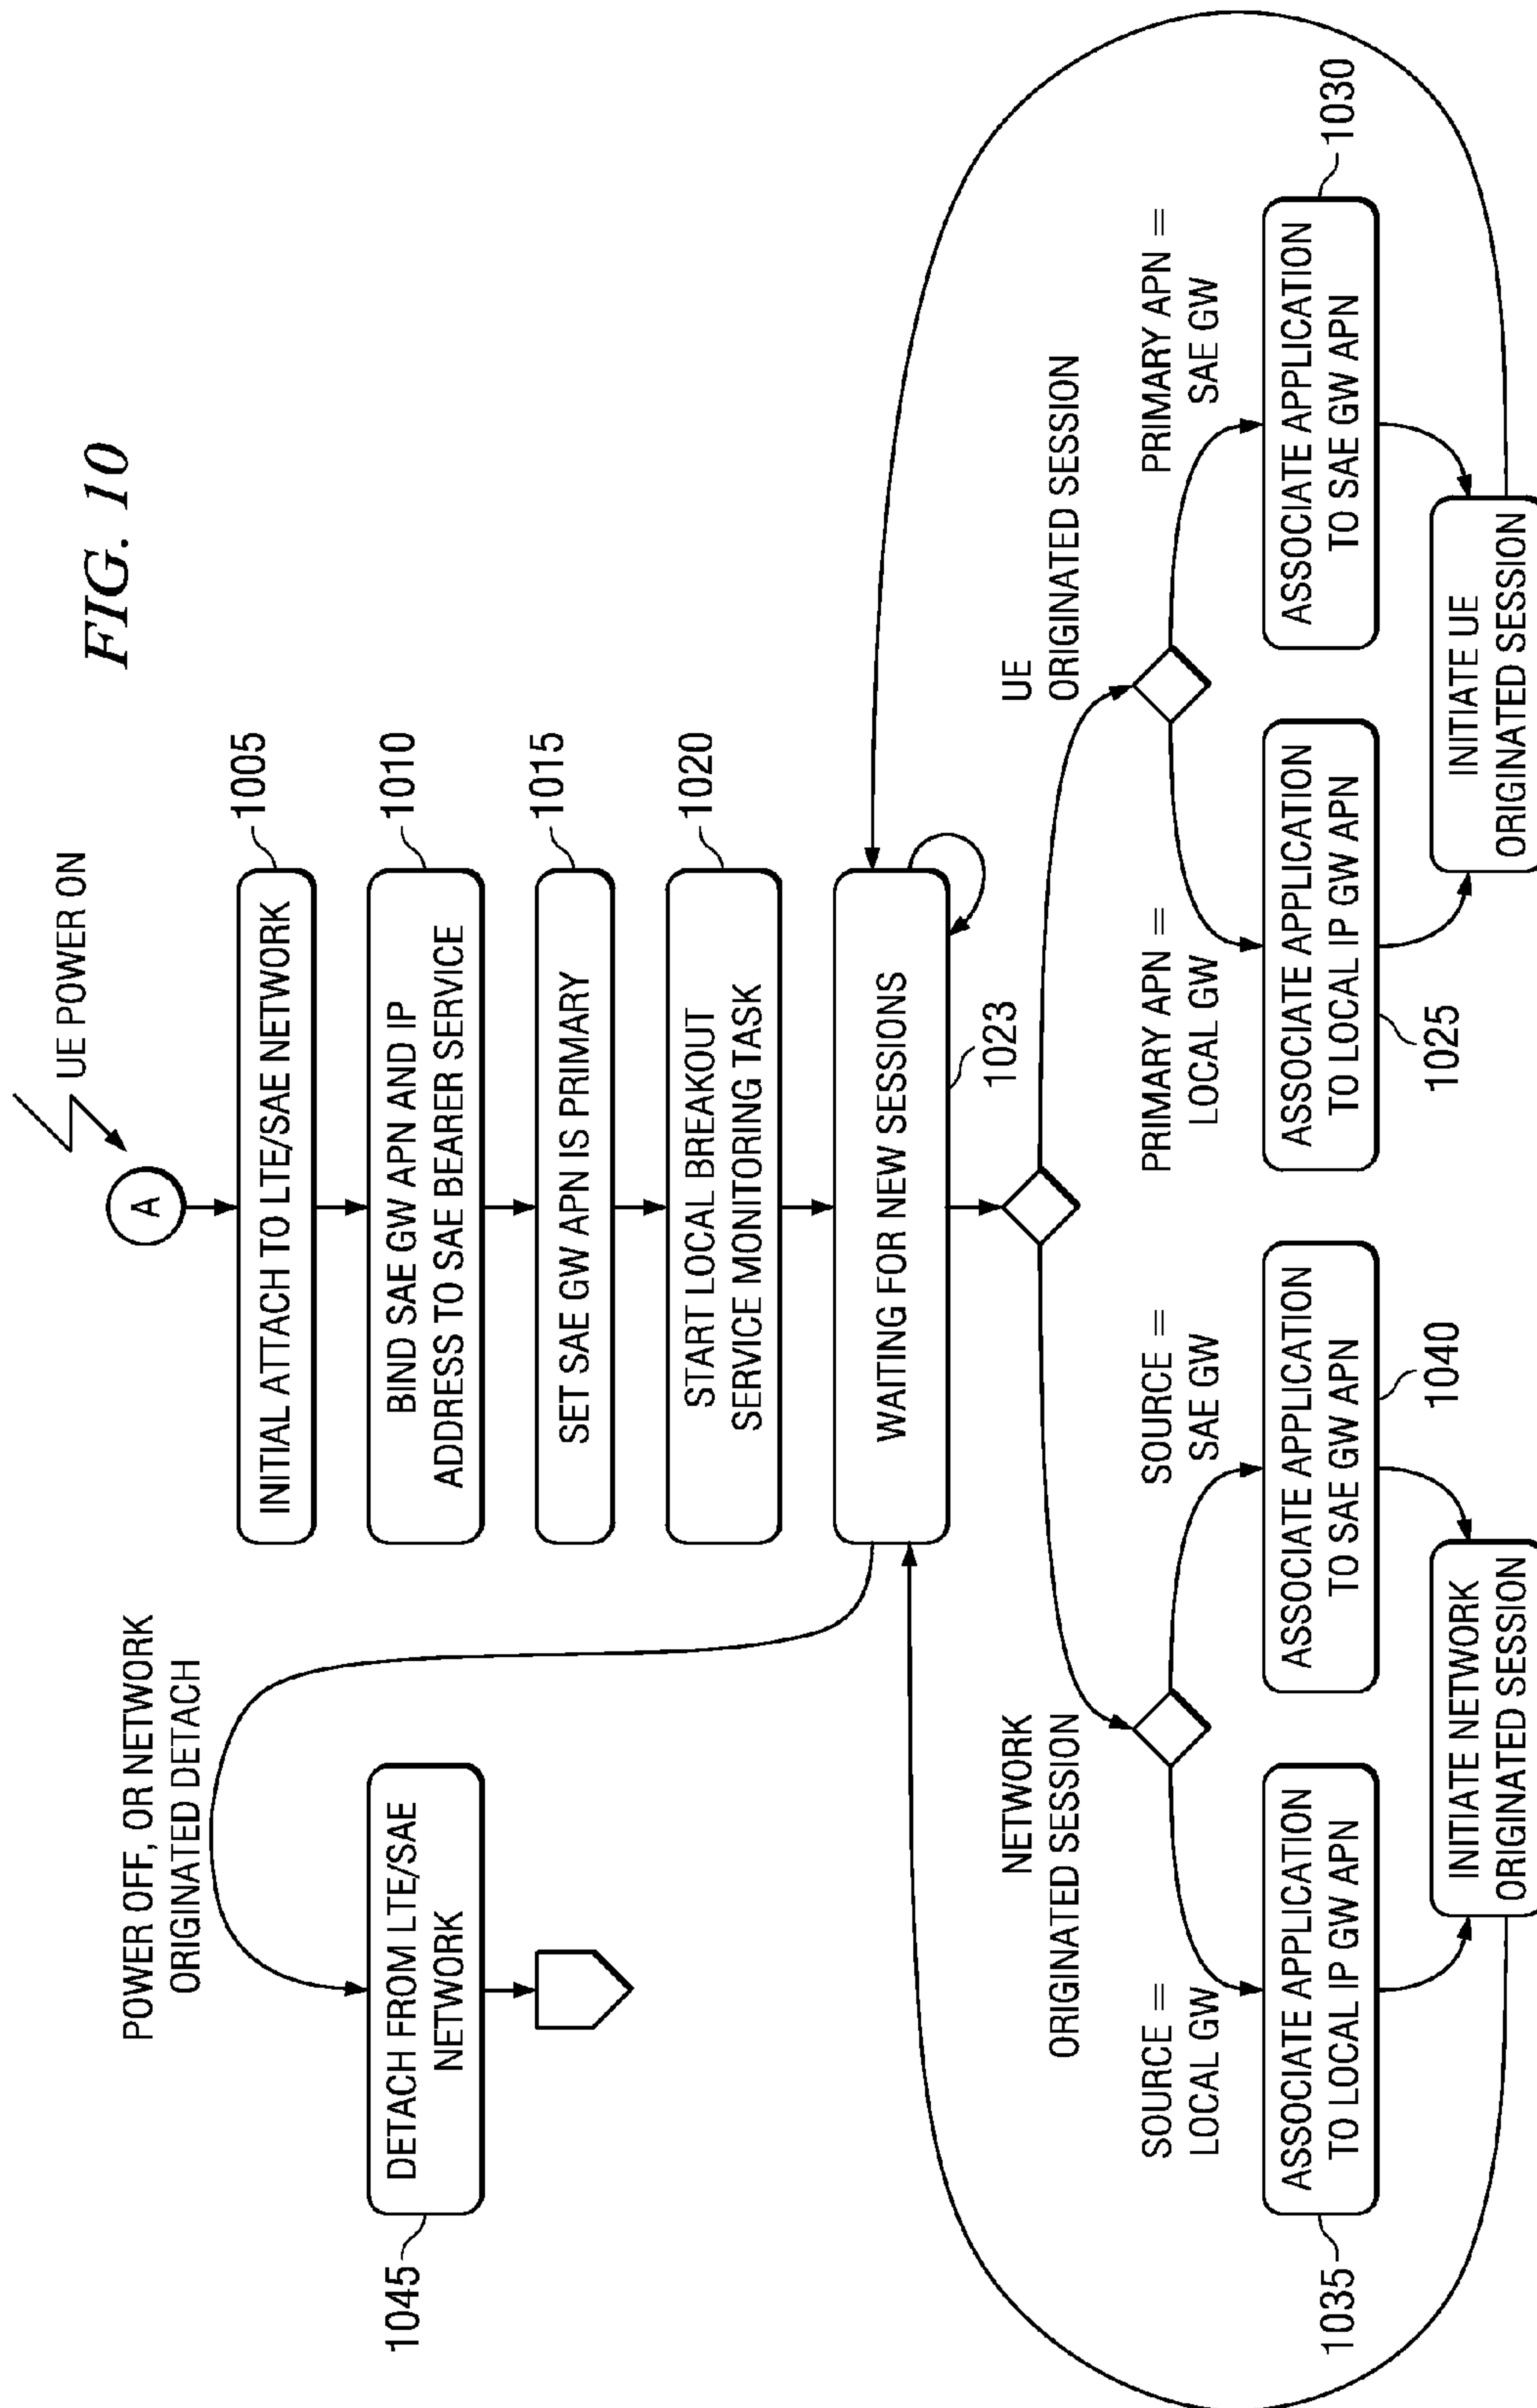 FIG. 10
UE POWER ON
A
INITIAL ATTACH TO LTE/SAE NETWORK
1005
BIND SAE GW APN AND IP
ADDRESS TO SAE BEARER SERVICE
1010
SET SAE GW APN IS PRIMARY
1015
START LOCAL BREAKOUT
SERVICE MONITORING TASK
1020
WAITING FOR NEW SESSIONS
1023
POWER OFF, OR NETWORK
ORIGINATED DETACH
DETACH FROM LTE/SAE
NETWORK
1045
NETWORK
ORIGINATED SESSION
SOURCE =
LOCAL GW
SOURCE =
SAE GW
ASSOCIATE APPLICATION
TO LOCAL IP GW APN
1035
ASSOCIATE APPLICATION
TO SAE GW APN
1040
INITIATE NETWORK
ORIGINATED SESSION
UE
ORIGINATED SESSION
PRIMARY APN =
LOCAL GW
PRIMARY APN =
SAE GW
ASSOCIATE APPLICATION
TO LOCAL IP GW APN
1025
ASSOCIATE APPLICATION
TO SAE GW APN
1030
INITIATE UE
ORIGINATED SESSION